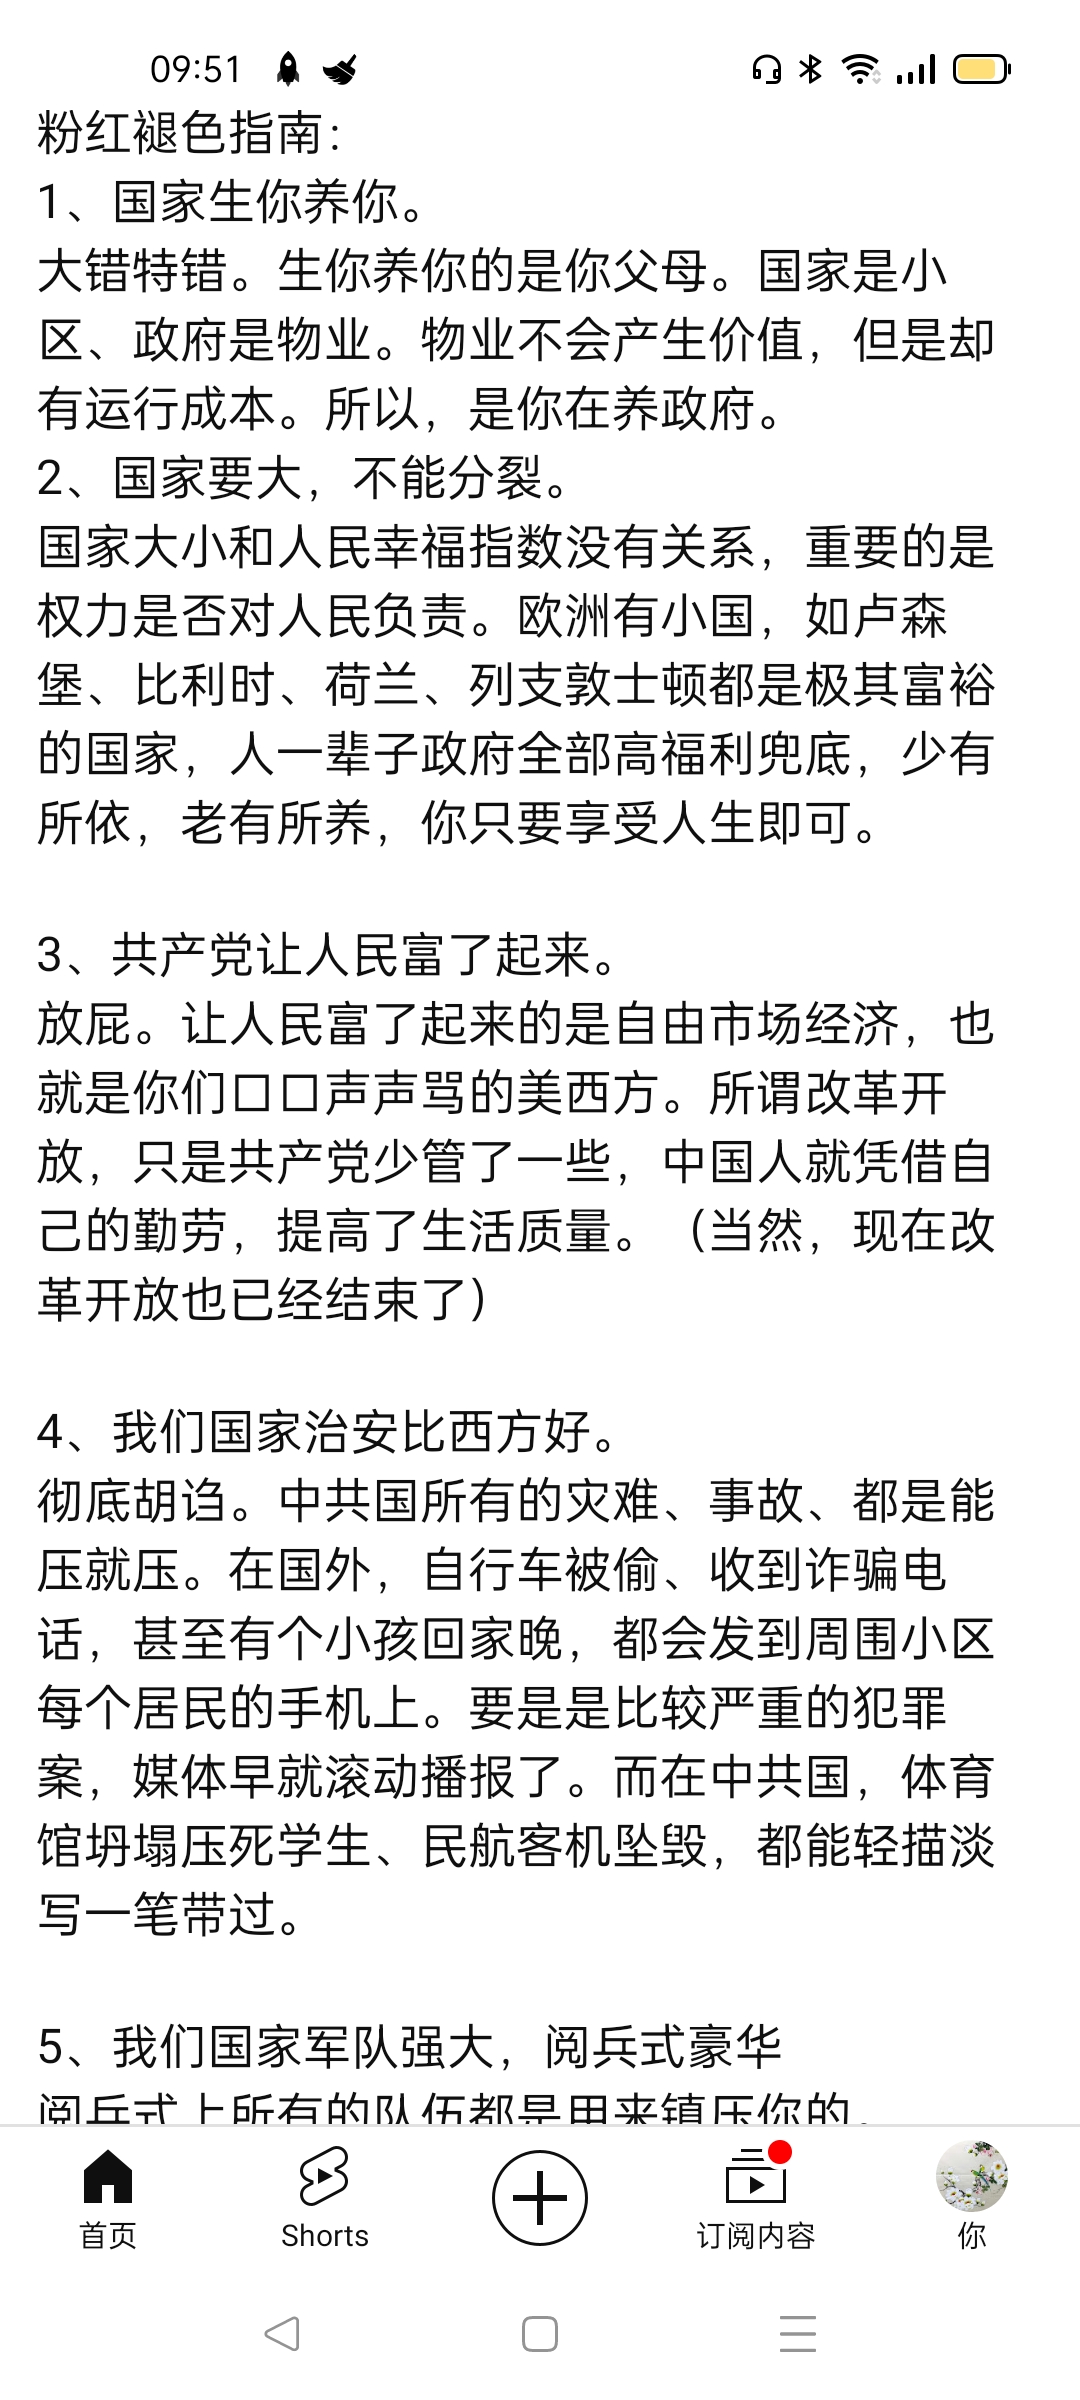 09:51
粉红褪色指南：
1、国家生你养你。
大错特错。生你养你的是你父母。国家是小
区、政府是物业。物业不会产生价值，但是却
有运行成本。所以，是你在养政府。
2、国家要大，不能分裂。
国家大小和人民幸福指数没有关系，重要的是
权力是否对人民负责。欧洲有小国，如卢森
堡、比利时、荷兰、列支敦士顿都是极其富裕
的国家，人一辈子政府全部高福利兜底，少有
所依，老有所养，你只要享受人生即可。
3、共产党让人民富了起来。
放屁。让人民富了起来的是自由市场经济，也
就是你们口口声声骂的美西方。所谓改革开
放，只是共产党少管了一些，中国人就凭借自
己的勤劳，提高了生活质量。（当然，现在改
革开放也已经结束了）
4、我们国家治安比西方好。
彻底胡诌。中共国所有的灾难、事故、都是能
压就压。在国外，自行车被偷、收到诈骗电
话，甚至有个小孩回家晚，都会发到周围小区
每个居民的手机上。要是是比较严重的犯罪
案，媒体早就滚动播报了。而在中共国，体育
馆坍塌压死学生、民航客机坠毁，都能轻描淡
写一笔带过。
5、我们国家军队强大，阅兵式豪华
阅兵式上所有的队伍都是用来镇压你的。
首页
Shorts
订阅内容
你